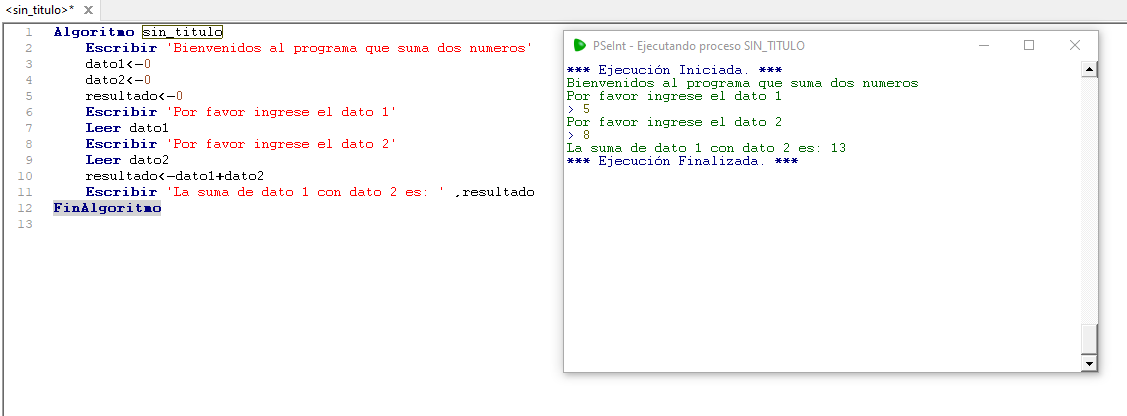 <sin_titulo>*
1 Algoritmo sin_titulo
2 Escribir 'Bienvenidos al programa que suma dos numeros'
3 dato1<-0
4 dato2<-0
5 resultado<-0
6 Escribir 'Por favor ingrese el dato 1'
7 Leer dato1
8 Escribir 'Por favor ingrese el dato 2'
9 Leer dato2
10 resultado<-dato1+dato2
11 Escribir 'La suma de dato 1 con dato 2 es: ' ,resultado
12 FinAlgoritmo
13
PSeInt - Ejecutando proceso SIN_TITULO
*** Ejecución Iniciada. ***
Bienvenidos al programa que suma dos numeros
Por favor ingrese el dato 1
> 5
Por favor ingrese el dato 2
> 8
La suma de dato 1 con dato 2 es: 13
*** Ejecución Finalizada. ***